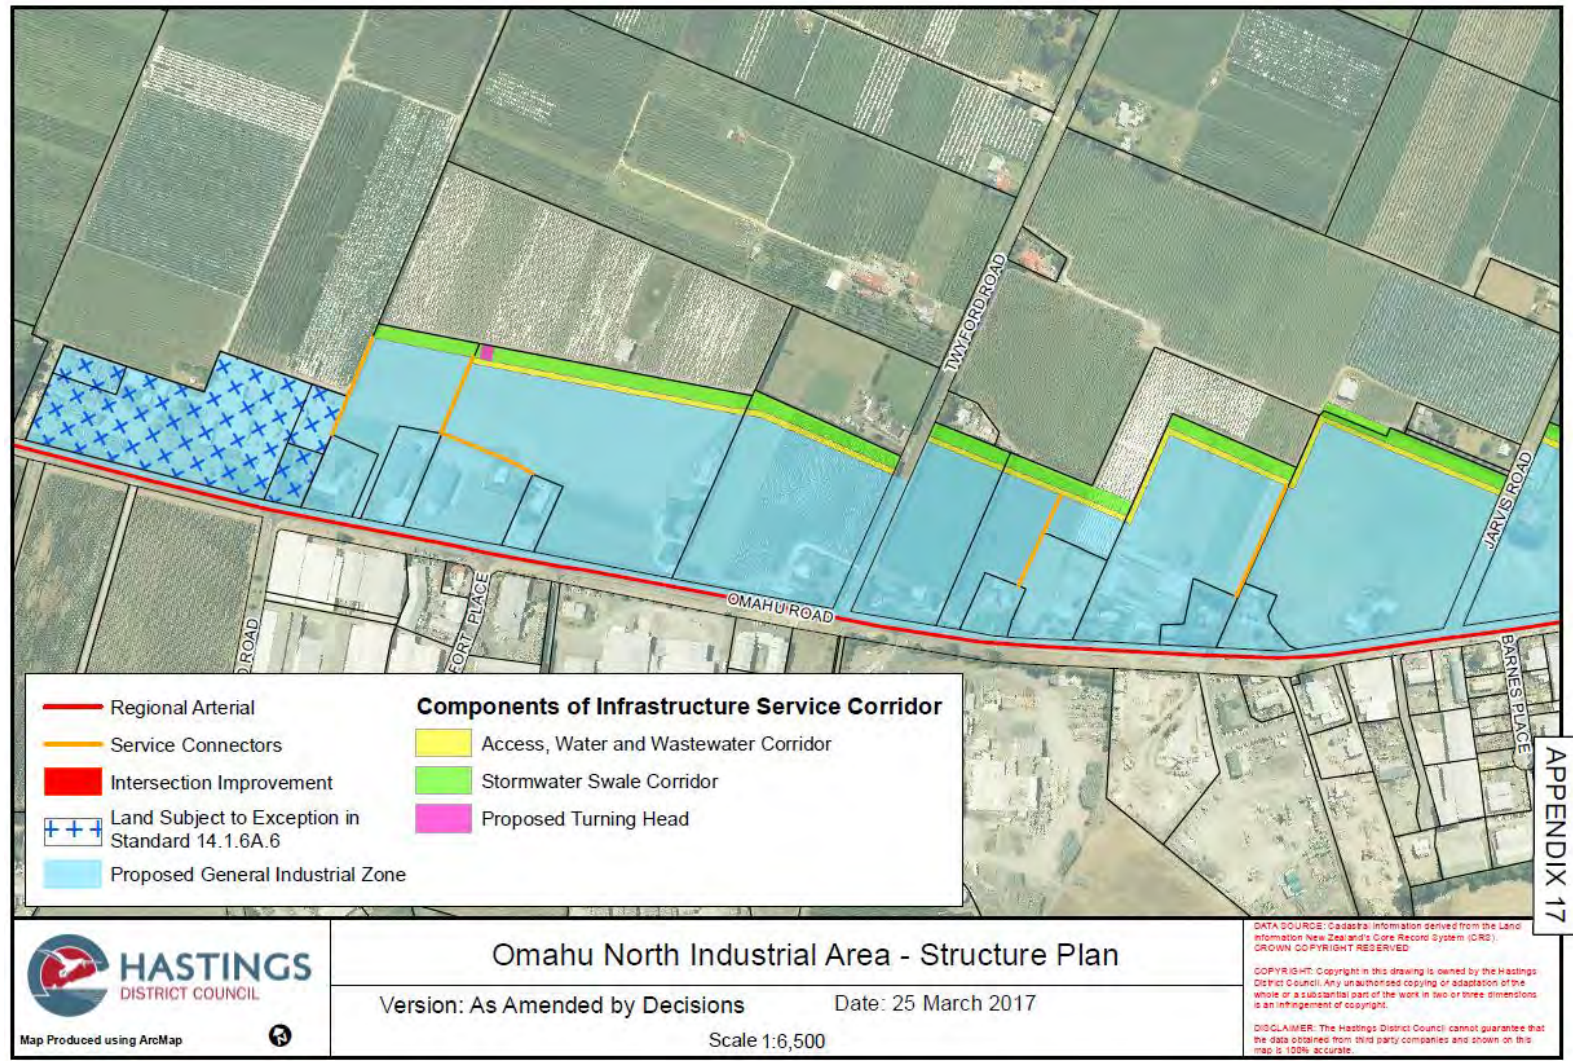 TWYFORD ROAD
JARVIS ROAD
OMAHU ROAD
BARNES PLACE
FORT PLACE
D ROAD
Regional Arterial
Service Connectors
Intersection Improvement
Land Subject to Exception in
Standard 14.1.6A.6
Proposed General Industrial Zone
Components of Infrastructure Service Corridor
Access, Water and Wastewater Corridor
Stormwater Swale Corridor
Proposed Turning Head
APPENDIX 17
HASTINGS
DISTRICT COUNCIL
Map Produced using ArcMap
Omahu North Industrial Area - Structure Plan
Version: As Amended by Decisions
Date: 25 March 2017
Scale 1:6,500
DATA SOURCE: Cadastral information derived from the Land
Information New Zealand's Core Record System (CRS).
CROWN COPYRIGHT RESERVED
COPYRIGHT: Copyright in this drawing is owned by the Hastings
District Council. Any unauthorised copying or adaptation of the
whole or a substantial part of the work in two or three dimensions
is an infringement of copyright.
DISCLAIMER: The Hastings District Council cannot guarantee that
the data obtained from third party companies and shown on this
map is 100% accurate.